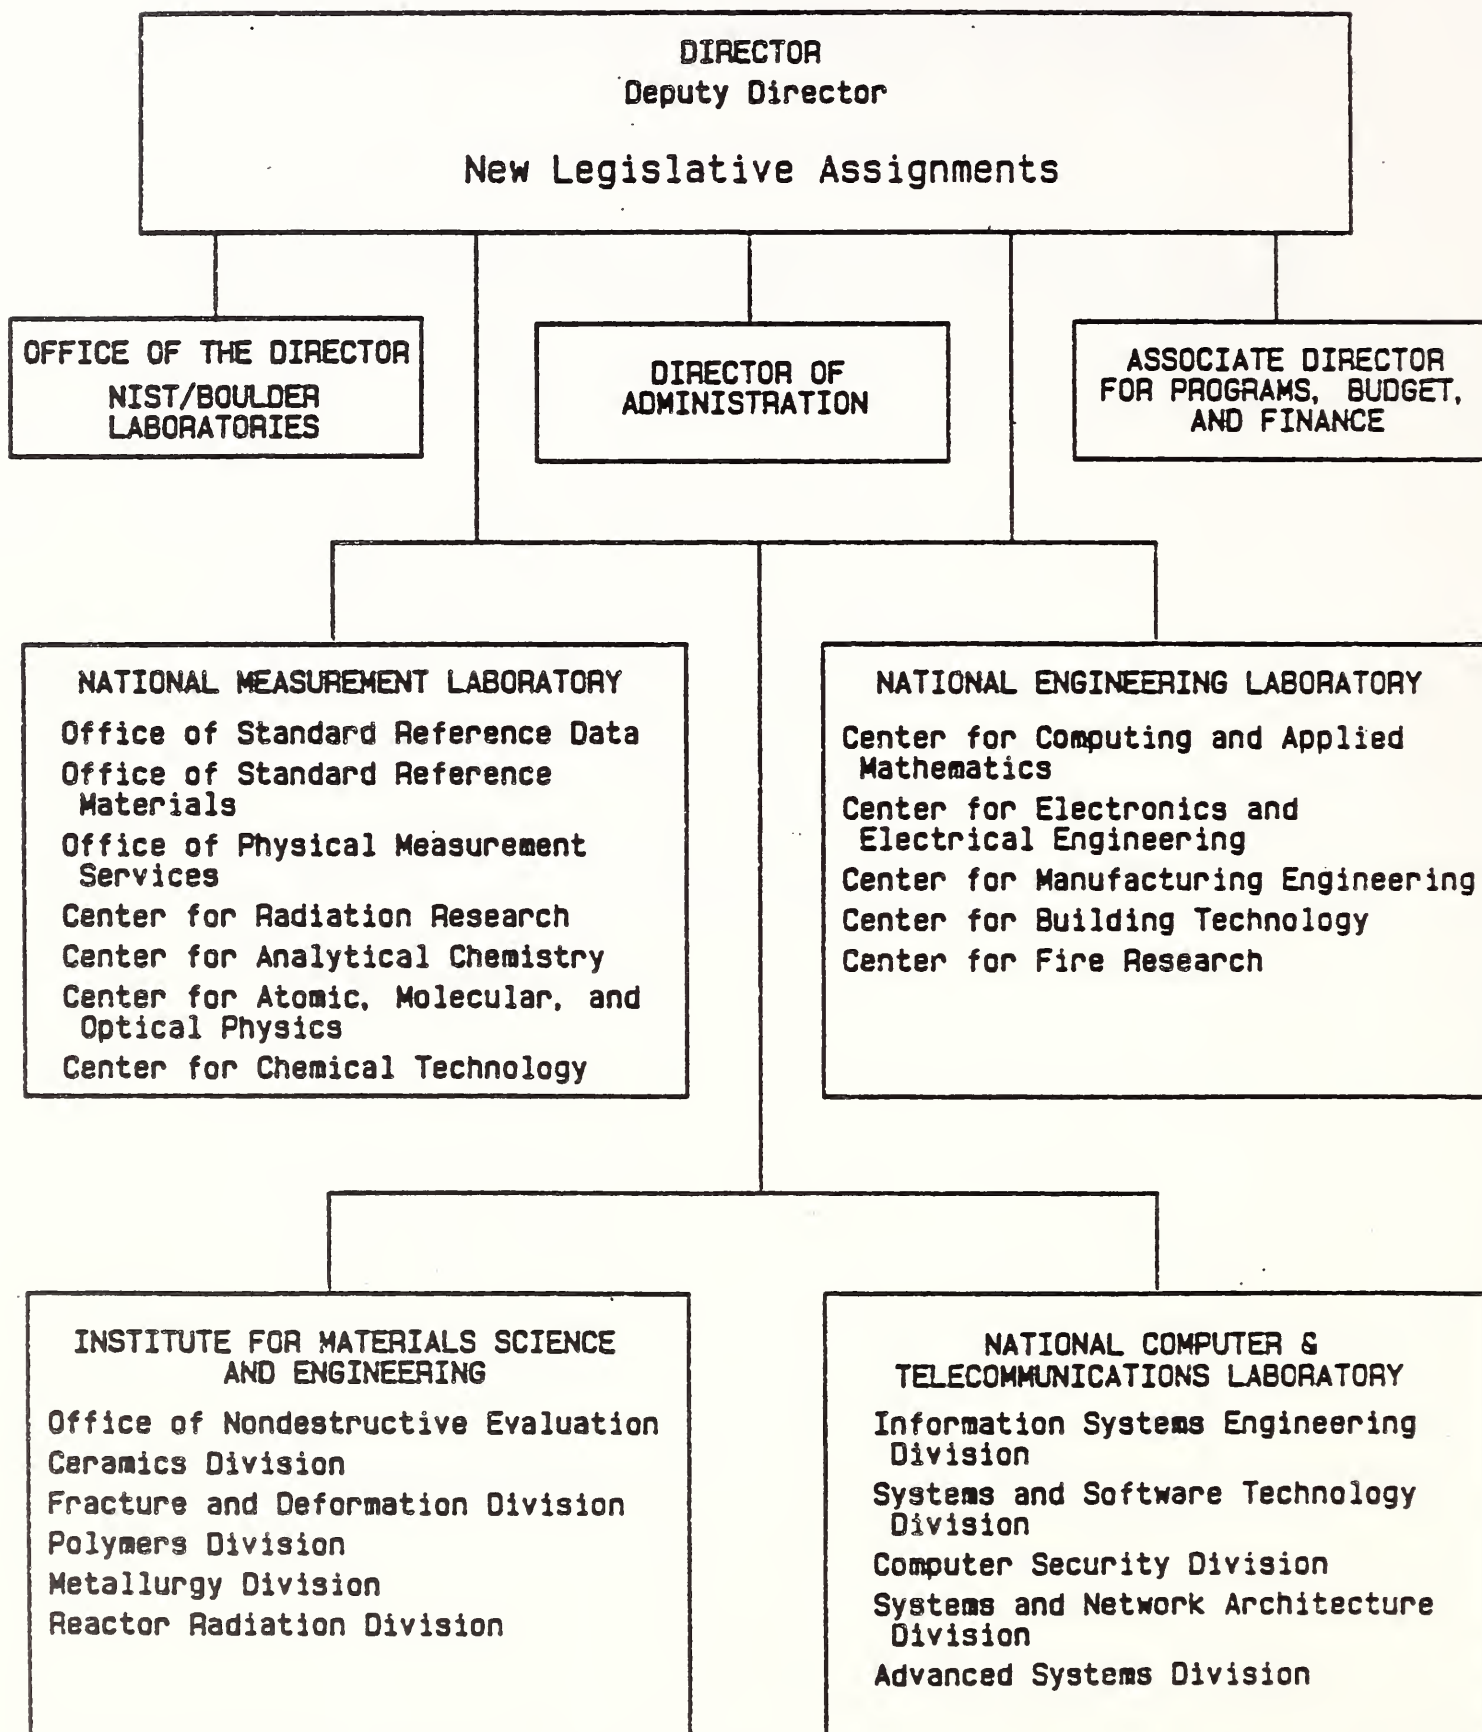 DIRECTOR
Deputy Director
New Legislative Assignments
OFFICE OF THE DIRECTOR
NIST/BOULDER
LABORATORIES
DIRECTOR OF
ADMINISTRATION
ASSOCIATE DIRECTOR
FOR PROGRAMS, BUDGET,
AND FINANCE
NATIONAL MEASUREMENT LABORATORY
Office of Standard Reference Data
Office of Standard Reference
Materials
Office of Physical Measurement
Services
Center for Radiation Research
Center for Analytical Chemistry
Center for Atomic, Molecular, and
Optical Physics
Center for Chemical Technology
NATIONAL ENGINEERING LABORATORY
Center for Computing and Applied
Mathematics
Center for Electronics and
Electrical Engineering
Center for Manufacturing Engineering
Center for Building Technology
Center for Fire Research
INSTITUTE FOR MATERIALS SCIENCE
AND ENGINEERING
Office of Nondestructive Evaluation
Ceramics Division
Fracture and Deformation Division
Polymers Division
Metallurgy Division
Reactor Radiation Division
NATIONAL COMPUTER &
TELECOMMUNICATIONS LABORATORY
Information Systems Engineering
Division
Systems and Software Technology
Division
Computer Security Division
Systems and Network Architecture
Division
Advanced Systems Division